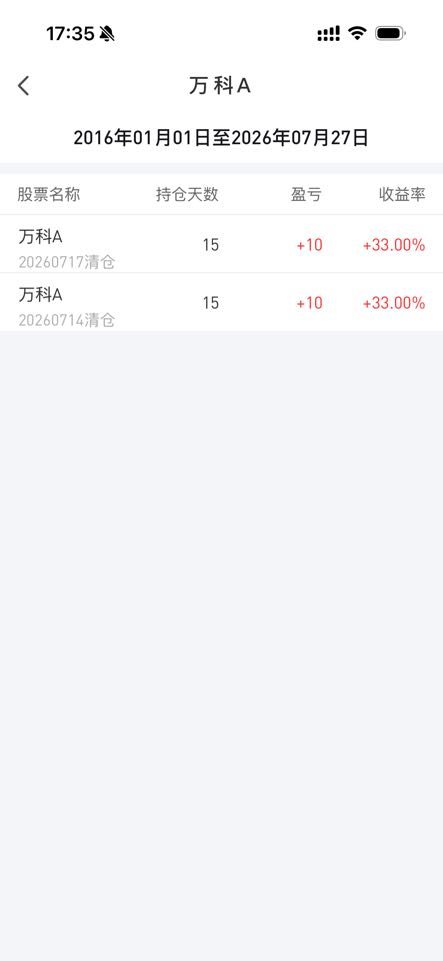 17:35
万科A
2016年01月01日至2026年07月27日
股票名称 持仓天数 盈亏 收益率
万科A 15 +10 +33.00%
20260717清仓
万科A 15 +10 +33.00%
20260714清仓